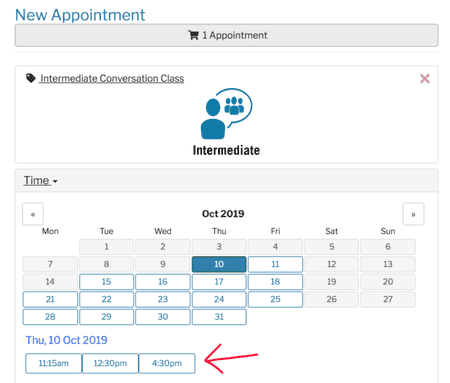 New Appointment
1 Appointment
Intermediate Conversation Class
Intermediate
Time
« Oct 2019 »
Mon Tue Wed Thu Fri Sat Sun
1 2 3 4 5 6
7 8 9 10 11 12 13
14 15 16 17 18 19 20
21 22 23 24 25 26 27
28 29 30 31
Thu, 10 Oct 2019
11:15am 12:30pm 4:30pm